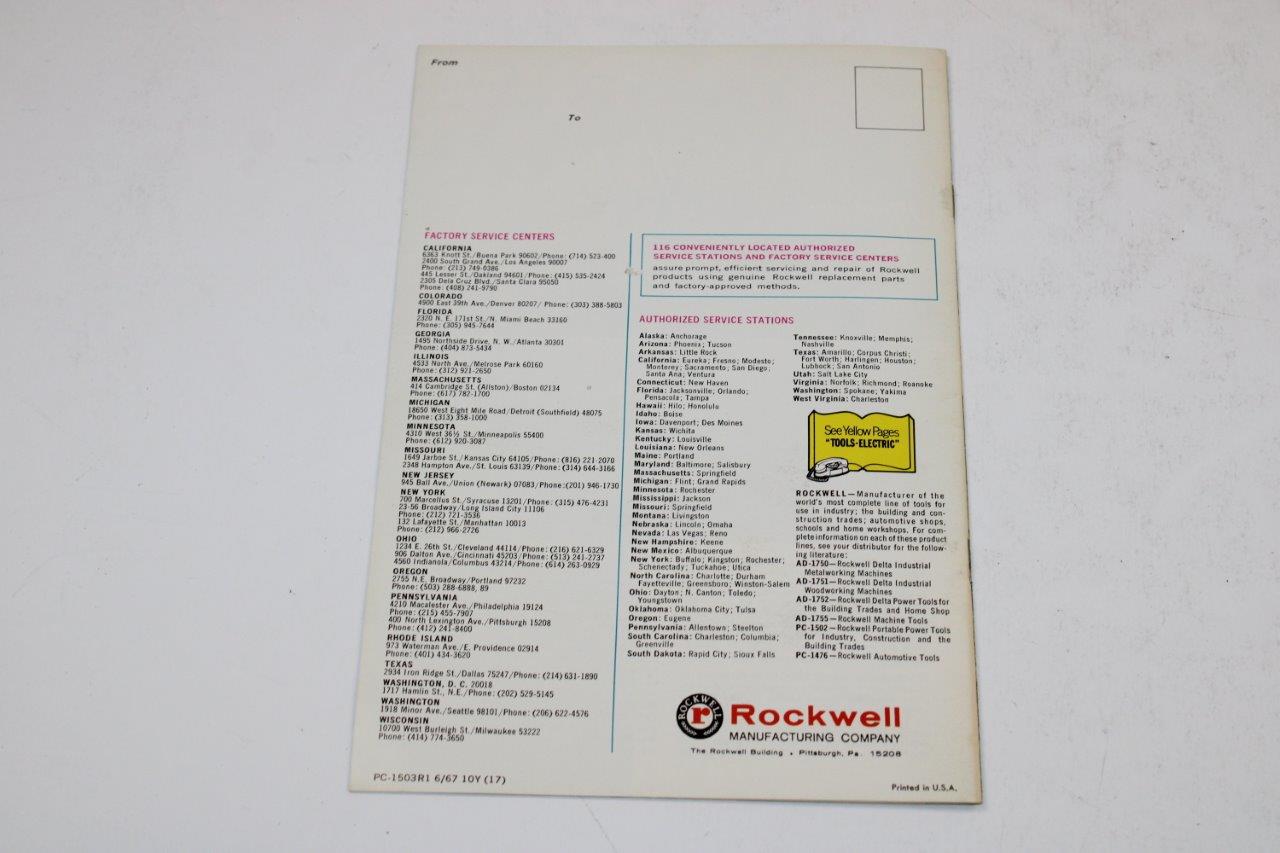 From
To
FACTORY SERVICE CENTERS
CALIFORNIA
6363 Knott St./Buena Park 90602/Phone: (714) 523-400
2400 South Grand Ave./Los Angeles 90007
Phone: (213) 749-0386
445 Lesser St./Oakland 94601/Phone: (415) 535-2424
2305 Dela Cruz Blvd./Santa Clara 95050
Phone: (408) 241-9790
COLORADO
4900 East 39th Ave./Denver 80207/ Phone: (303) 388-5803
FLORIDA
2320 N. E. 171st St./N. Miami Beach 33160
Phone: (305) 945-7644
GEORGIA
1495 Northside Drive, N. W./Atlanta 30301
Phone: (404) 873-5434
ILLINOIS
4533 North Ave./Melrose Park 60160
Phone: (312) 921-2650
MASSACHUSETTS
414 Cambridge St. (Allston)/Boston 02134
Phone: (617) 782-1700
MICHIGAN
18650 West Eight Mile Road/Detroit (Southfield) 48075
Phone: (313) 358-1000
MINNESOTA
4310 West 36½ St./Minneapolis 55400
Phone: (612) 920-3087
MISSOURI
1649 Jarboe St./Kansas City 64105/Phone: (816) 221-2070
2348 Hampton Ave./St. Louis 63139/Phone: (314) 644-3166
NEW JERSEY
945 Ball Ave./Union (Newark) 07083/Phone:(201) 946-1730
NEW YORK
700 Marcellus St./Syracuse 13201/Phone: (315) 476-4231
23-56 Broadway/Long Island City 11106
Phone: (212) 721-3536
132 Lafayette St./Manhattan 10013
Phone: (212) 966-2726
OHIO
1234 E. 26th St./Cleveland 44114/Phone: (216) 621-6329
906 Dalton Ave./Cincinnati 45203/Phone: (513) 241-2737
4560 Indianola/Columbus 43214/Phone: (614) 263-0929
OREGON
2755 N.E. Broadway/Portland 97232
Phone: (503) 288-6888, 89
PENNSYLVANIA
4210 Macalester Ave./Philadelphia 19124
Phone: (215) 455-7907
400 North Lexington Ave./Pittsburgh 15208
Phone: (412) 241-8400
RHODE ISLAND
973 Waterman Ave./E. Providence 02914
Phone: (401) 434-3620
TEXAS
2934 Iron Ridge St./Dallas 75247/Phone: (214) 631-1890
WASHINGTON, D. C. 20018
1717 Hamlin St., N.E./Phone: (202) 529-5145
WASHINGTON
1918 Minor Ave./Seattle 98101/Phone: (206) 622-4576
WISCONSIN
10700 West Burleigh St./Milwaukee 53222
Phone: (414) 774-3650
PC-1503R1 6/67 10Y (17)
116 CONVENIENTLY LOCATED AUTHORIZED
SERVICE STATIONS AND FACTORY SERVICE CENTERS
assure prompt, efficient servicing and repair of Rockwell
products using genuine Rockwell replacement parts
and factory-approved methods.
AUTHORIZED SERVICE STATIONS
Alaska: Anchorage
Arizona: Phoenix; Tucson
Arkansas: Little Rock
California: Eureka; Fresno; Modesto;
Monterey; Sacramento; San Diego;
Santa Ana; Ventura
Connecticut: New Haven
Florida: Jacksonville; Orlando;
Pensacola; Tampa
Hawaii: Hilo; Honolulu
Idaho: Boise
Iowa: Davenport; Des Moines
Kansas: Wichita
Kentucky: Louisville
Louisiana: New Orleans
Maine: Portland
Maryland: Baltimore; Salisbury
Massachusetts: Springfield
Michigan: Flint; Grand Rapids
Minnesota: Rochester
Mississippi: Jackson
Missouri: Springfield
Montana: Livingston
Nebraska: Lincoln; Omaha
Nevada: Las Vegas; Reno
New Hampshire: Keene
New Mexico: Albuquerque
New York: Buffalo; Kingston; Rochester;
Schenectady; Tuckahoe; Utica
North Carolina: Charlotte; Durham
Fayetteville; Greensboro; Winston-Salem
Ohio: Dayton; N. Canton; Toledo;
Youngstown
Oklahoma: Oklahoma City; Tulsa
Oregon: Eugene
Pennsylvania: Allestown; Steelton
South Carolina: Charleston; Columbia;
Greenville
South Dakota: Rapid City; Sioux Falls
Tennessee: Knoxville; Memphis;
Nashville
Texas: Amarillo; Corpus Christi;
Fort Worth; Harlingen; Houston;
Lubbock; San Antonio
Utah: Salt Lake City
Virginia: Norfolk; Richmond; Roanoke
Washington: Spokane; Yakima
West Virginia: Charleston
See Yellow Pages
"TOOLS-ELECTRIC"
ROCKWELL—Manufacturer of the
world's most complete line of tools for
use in industry; the building and con-
struction trades; automotive shops,
schools and home workshops. For com-
plete information on each of these product
lines, see your distributor for the follow-
ing literature:
AD-1750—Rockwell Delta Industrial
Metalworking Machines
AD-1751—Rockwell Delta Industrial
Woodworking Machines
AD-1752—Rockwell Delta Power Tools for
the Building Trades and Home Shop
AD-1755—Rockwell Machine Tools
PC-1502—Rockwell Portable Power Tools
for Industry, Construction and the
Building Trades
PC-1476—Rockwell Automotive Tools
ROCKWELL
r
Rockwell
MANUFACTURING COMPANY
The Rockwell Building • Pittsburgh, Pa. 15208
Printed in U.S.A.